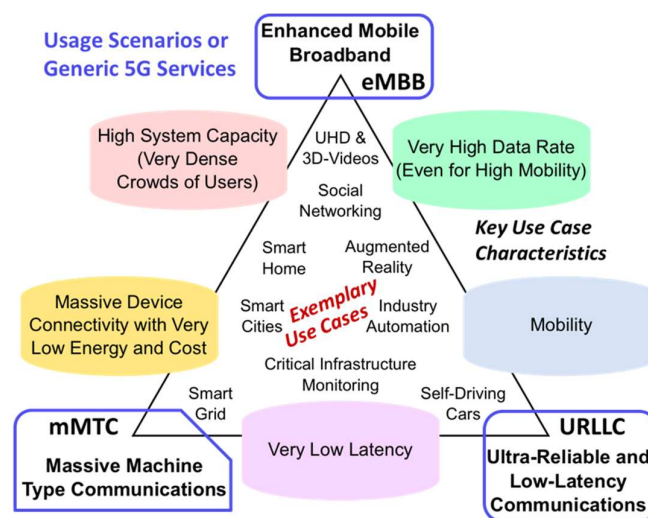 Usage Scenarios or
Generic 5G Services
Enhanced Mobile
Broadband
eMBB
High System Capacity
(Very Dense
Crowds of Users)
UHD &
3D-Videos
Very High Data Rate
(Even for High Mobility)
Social
Networking
Key Use Case
Characteristics
Smart
Home
Augmented
Reality
Massive Device
Connectivity with Very
Low Energy and Cost
Smart
Cities
Exemplary
Use Cases
Industry
Automation
Mobility
Critical Infrastructure
Monitoring
Smart
Grid
Self-Driving
Cars
mMTC
Massive Machine
Type Communications
Very Low Latency
URLLC
Ultra-Reliable and
Low-Latency
Communications